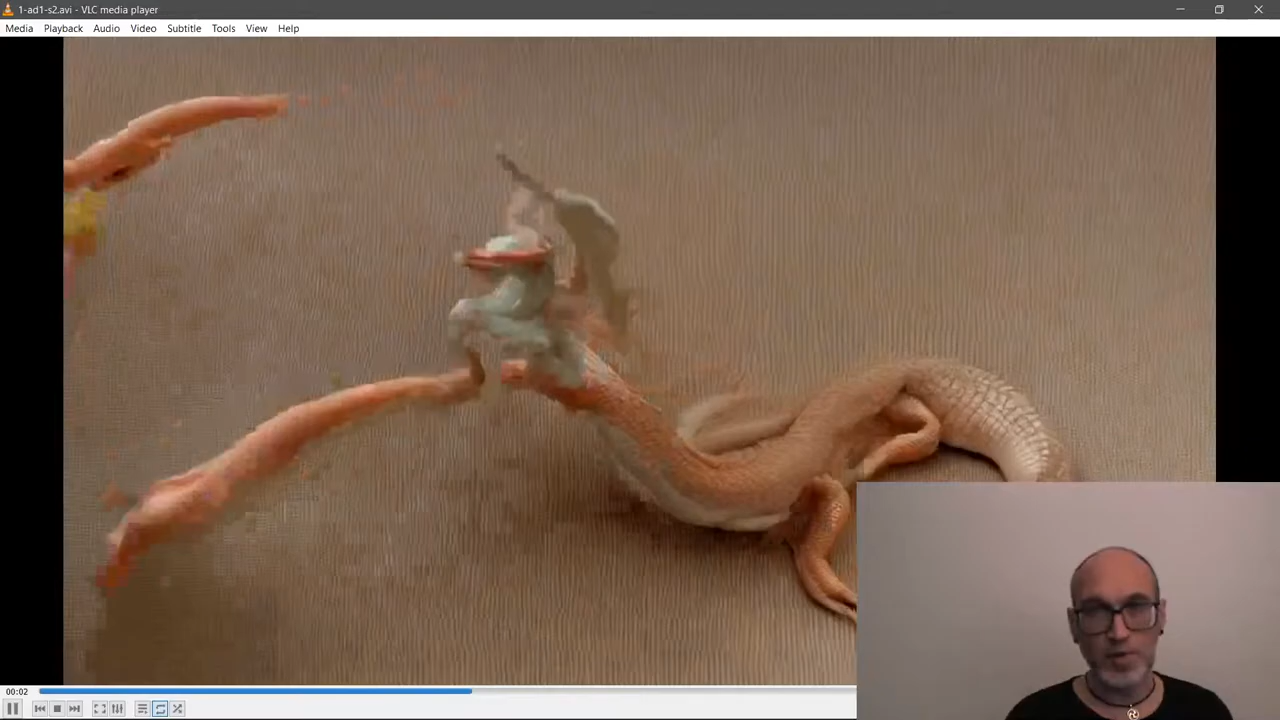 1-ad1-s2.avi - VLC media player
Media Playback Audio Video Subtitle Tools View Help
00:02